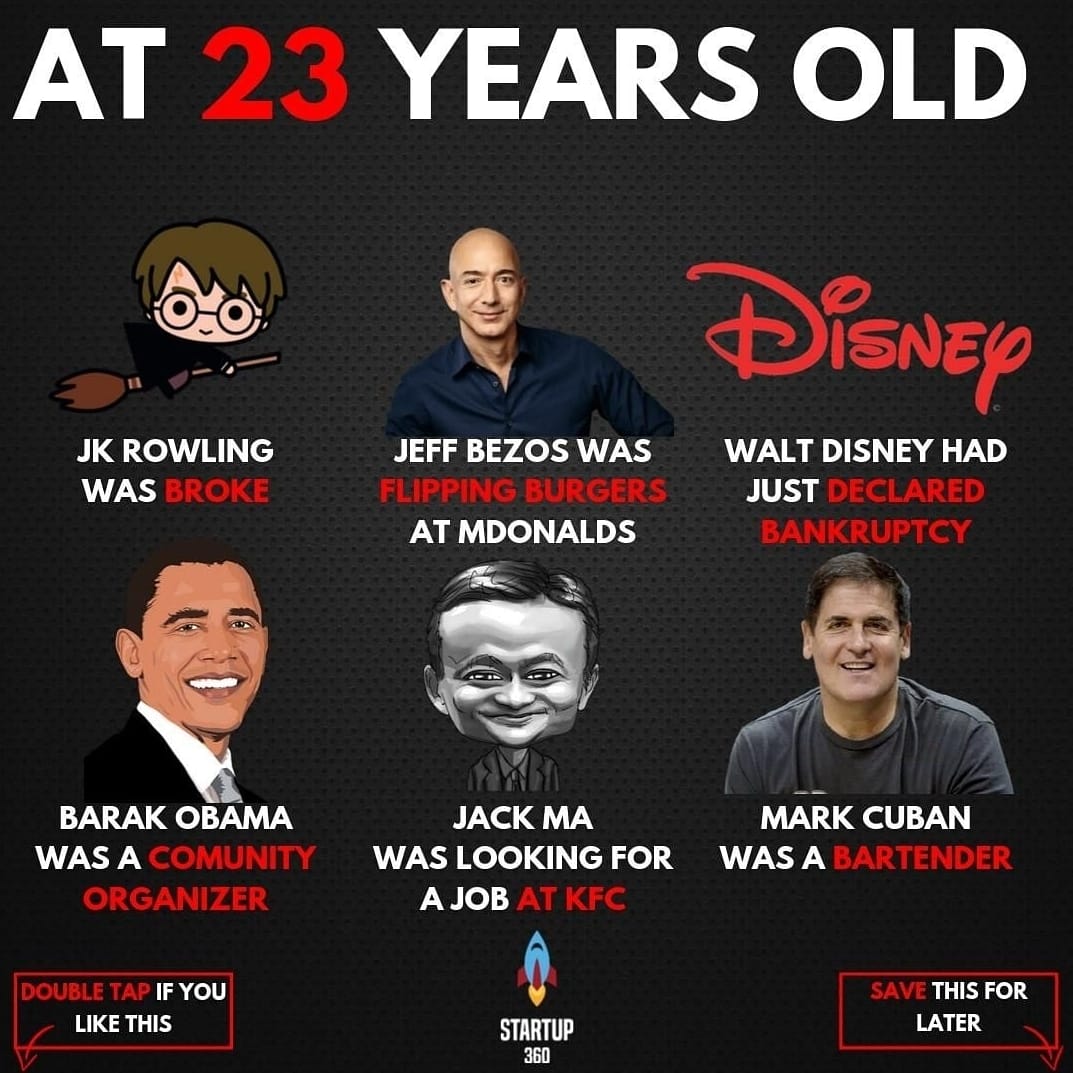 AT 23 YEARS OLD
DISNEY
JK ROWLING
WAS BROKE
JEFF BEZOS WAS
FLIPPING BURGERS
AT MDONALDS
WALT DISNEY HAD
JUST DECLARED
BANKRUPTCY
BARAK OBAMA
WAS A COMUNITY
ORGANIZER
JACK MA
WAS LOOKING FOR
A JOB AT KFC
MARK CUBAN
WAS A BARTENDER
DOUBLE TAP IF YOU
LIKE THIS
STARTUP
360
SAVE THIS FOR
LATER